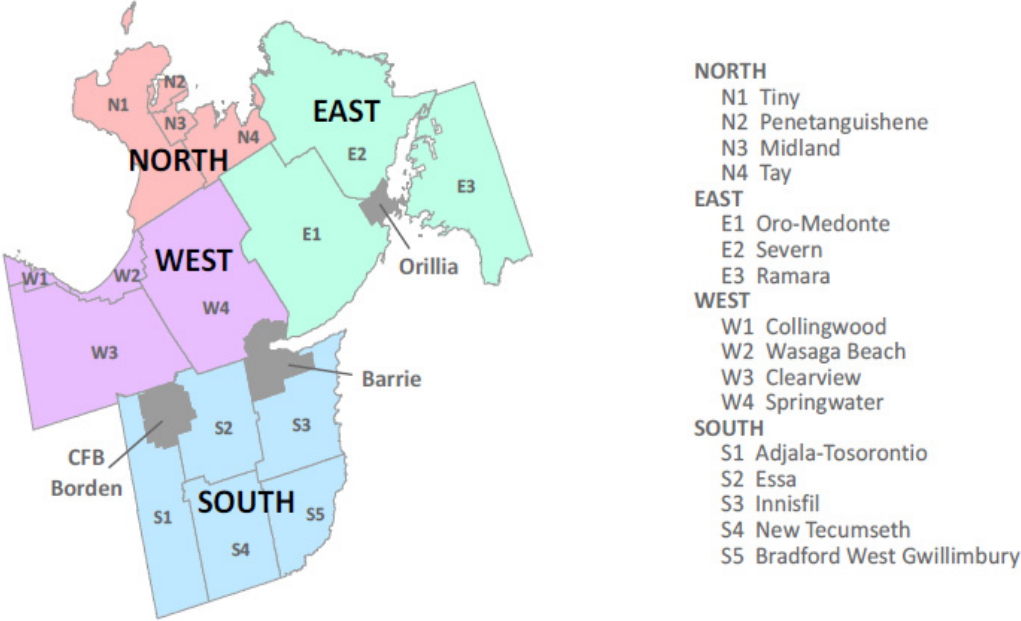 N1
N2
N3
N4
NORTH
EAST
E2
E3
E1
Orillia
WEST
W1
W2
W4
W3
Barrie
CFB
Borden
S2
S3
SOUTH
S1
S5
S4
NORTH
N1 Tiny
N2 Penetanguishene
N3 Midland
N4 Tay
EAST
E1 Oro-Medonte
E2 Severn
E3 Ramara
WEST
W1 Collingwood
W2 Wasaga Beach
W3 Clearview
W4 Springwater
SOUTH
S1 Adjala-Tosorontio
S2 Essa
S3 Innisfil
S4 New Tecumseth
S5 Bradford West Gwillimbury